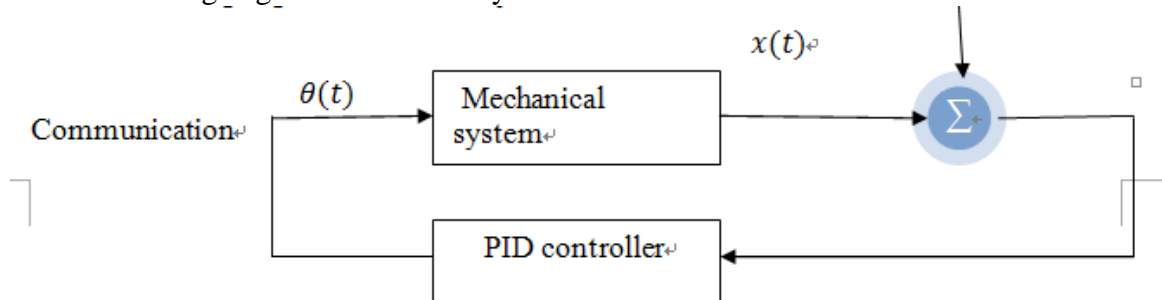 x(t)
θ(t)
Mechanical
system
Σ
Communication
PID controller